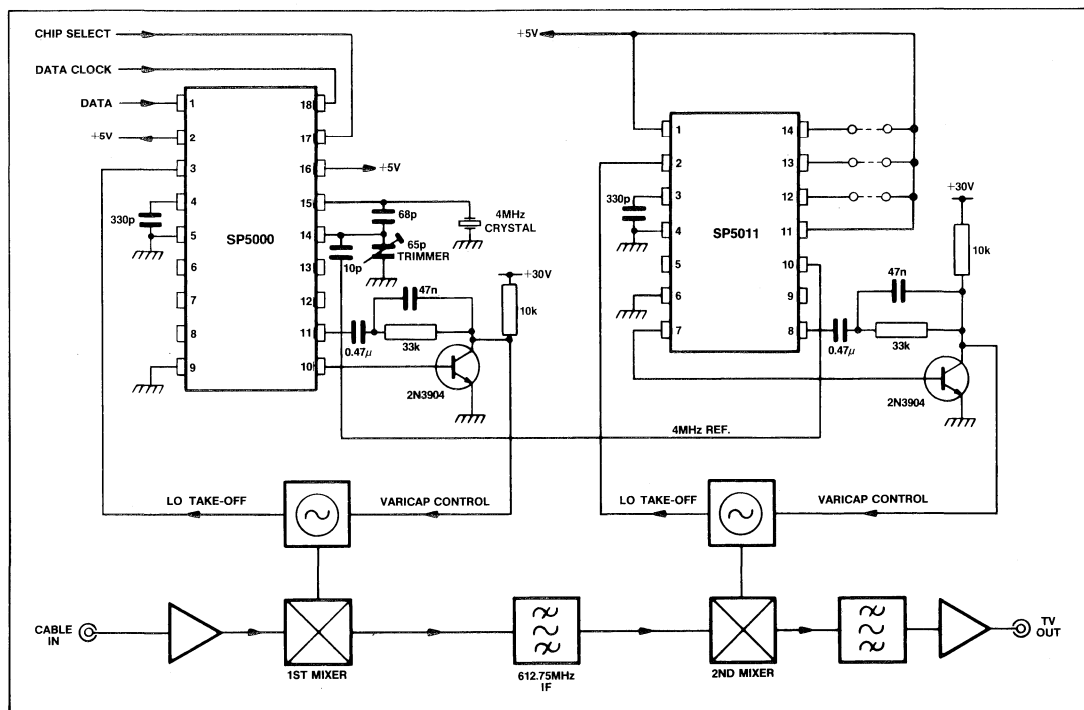 CHIP SELECT
DATA CLOCK
DATA
+5V
1
2
3
4
5
6
7
8
9
18
17
16
15
14
13
12
11
10
SP5000
330p
+5V
68p
4MHz
CRYSTAL
65p
TRIMMER
10p
47n
33k
0.47µ
+30V
10k
2N3904
+5V
1
2
3
4
5
6
7
14
13
12
11
10
9
8
SP5011
330p
+30V
10k
47n
33k
0.47µ
2N3904
4MHz REF.
LO TAKE-OFF
VARICAP CONTROL
LO TAKE-OFF
VARICAP CONTROL
CABLE
IN
1ST MIXER
612.75MHz
IF
2ND MIXER
TV
OUT